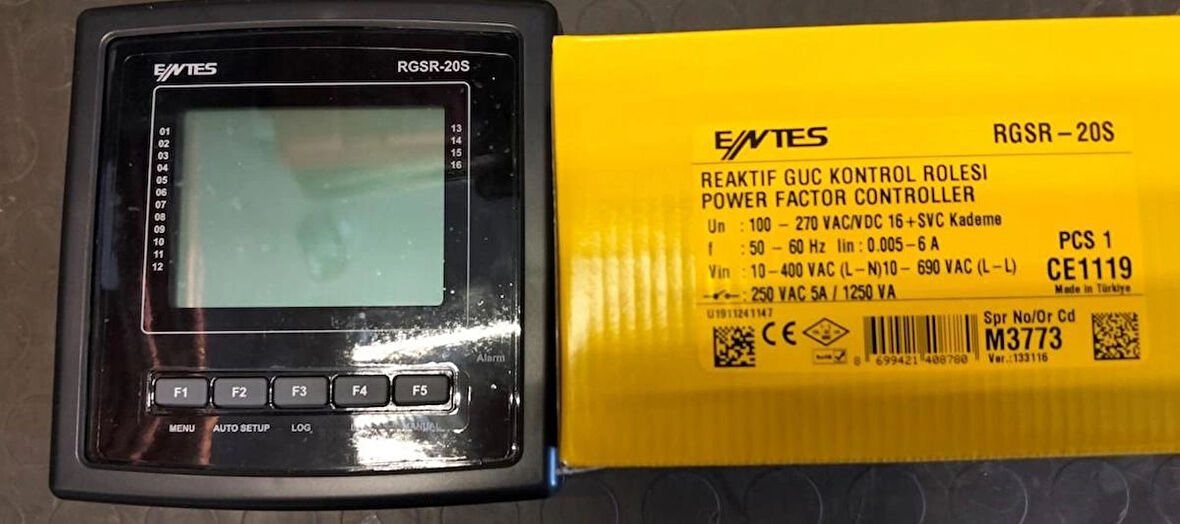 ENTES RGSR-20S
01
02
03
04
05
06
07
08
09
10
11
12
13
14
15
16
Alarm
F1 F2 F3 F4 F5
MENU AUTO SETUP LOG MANUAL
ENTES RGSR-20S
REAKTIF GUC KONTROL ROLESI
POWER FACTOR CONTROLLER
Un : 100 - 270 VAC/VDC 16+SVC Kademe
f : 50 - 60 Hz Iin : 0.005-6 A
Vin : 10-400 VAC (L-N)10- 690 VAC (L-L)
: 250 VAC 5A / 1250 VA
PCS 1
CE1119
Made in Türkiye
U1911241147
CE
RoHS
8 699421 408780
Spr No/Or Cd
M3773
Ver.:133116